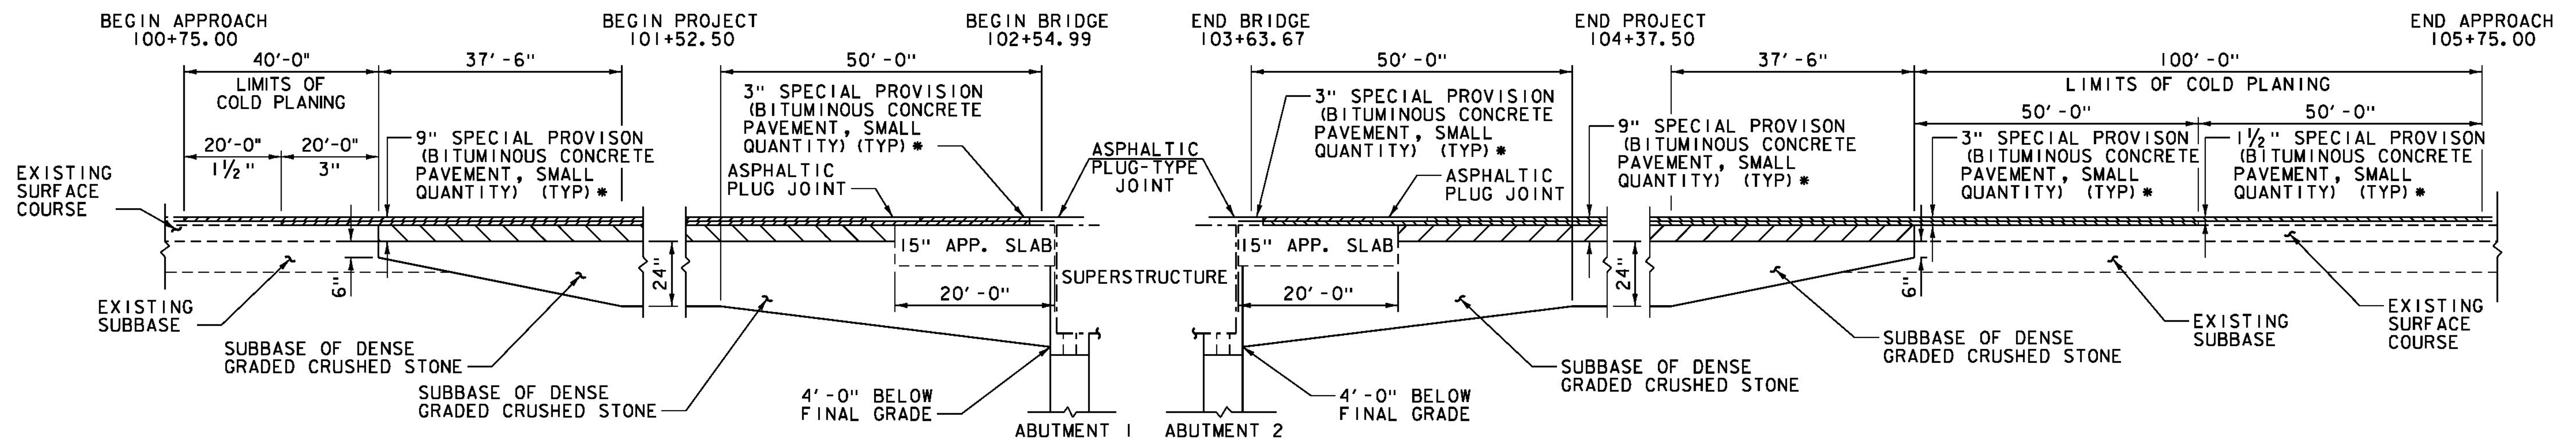 BEGIN APPROACH
100+75.00
BEGIN PROJECT
101+52.50
BEGIN BRIDGE
102+54.99
END BRIDGE
103+63.67
END PROJECT
104+37.50
END APPROACH
105+75.00
40'-0"
37'-6"
50'-0"
50'-0"
37'-6"
100'-0"
LIMITS OF
COLD PLANING
LIMITS OF COLD PLANING
20'-0"
20'-0"
1½"
3"
50'-0"
50'-0"
9" SPECIAL PROVISON
(BITUMINOUS CONCRETE
PAVEMENT, SMALL
QUANTITY) (TYP)*
3" SPECIAL PROVISION
(BITUMINOUS CONCRETE
PAVEMENT, SMALL
QUANTITY) (TYP)*
ASPHALTIC
PLUG JOINT
ASPHALTIC
PLUG-TYPE
JOINT
3" SPECIAL PROVISION
(BITUMINOUS CONCRETE
PAVEMENT, SMALL
QUANTITY) (TYP)*
ASPHALTIC
PLUG JOINT
9" SPECIAL PROVISON
(BITUMINOUS CONCRETE
PAVEMENT, SMALL
QUANTITY) (TYP)*
3" SPECIAL PROVISON
(BITUMINOUS CONCRETE
PAVEMENT, SMALL
QUANTITY) (TYP)*
1½" SPECIAL PROVISON
(BITUMINOUS CONCRETE
PAVEMENT, SMALL
QUANTITY) (TYP)*
EXISTING
SURFACE
COURSE
15" APP. SLAB
15" APP. SLAB
SUPERSTRUCTURE
6"
24"
20'-0"
20'-0"
24"
6"
EXISTING
SUBBASE
SUBBASE OF DENSE
GRADED CRUSHED STONE
SUBBASE OF DENSE
GRADED CRUSHED STONE
4'-0" BELOW
FINAL GRADE
4'-0" BELOW
FINAL GRADE
SUBBASE OF DENSE
GRADED CRUSHED STONE
SUBBASE OF DENSE
GRADED CRUSHED STONE
EXISTING
SUBBASE
EXISTING
SURFACE
COURSE
ABUTMENT 1
ABUTMENT 2